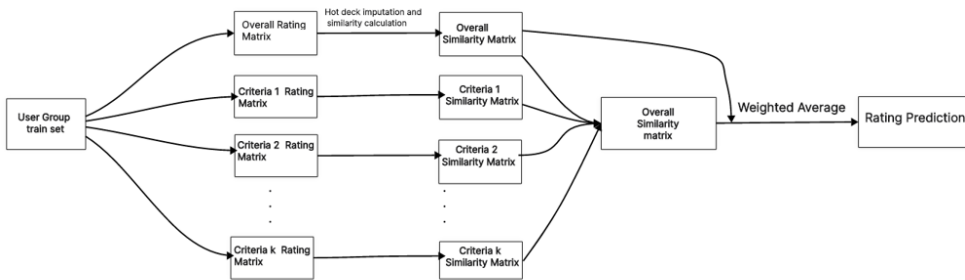 User Group
train set
Overall Rating
Matrix
Hot deck imputation and
similarity calculation
Overall
Similarity Matrix
Criteria 1 Rating
Matrix
Criteria 1
Similarity Matrix
Criteria 2 Rating
Matrix
Criteria 2
Similarity Matrix
Criteria k Rating
Matrix
Criteria k
Similarity Matrix
Overall
Similarity
matrix
Weighted Average
Rating Prediction